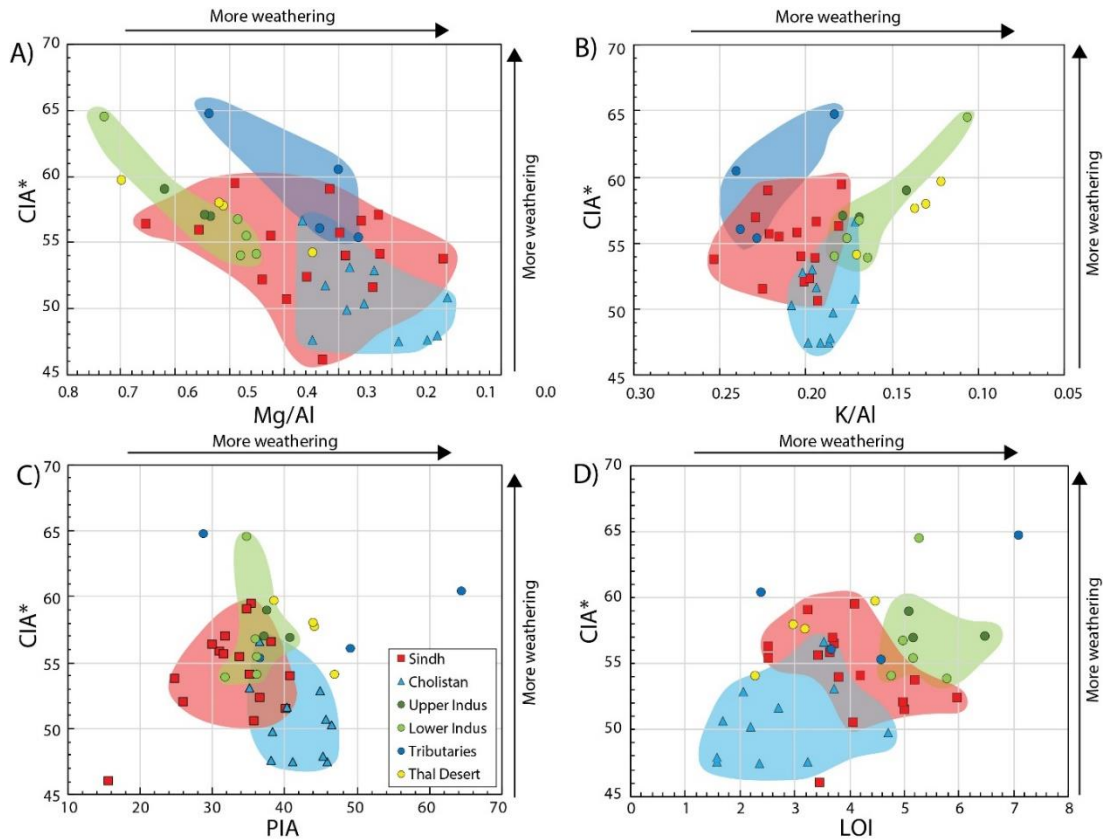 More weathering
More weathering
A)
B)
70
65
60
55
50
45
CIA*
0.8
0.7
0.6
0.5
0.4
0.3
0.2
0.1
0.0
Mg/Al
More weathering
70
65
60
55
50
45
CIA*
0.30
0.20
0.20
0.10
0.10
0.05
K/Al
More weathering
More weathering
More weathering
C)
D)
70
65
60
55
50
45
CIA*
Sindh
Cholistan
Upper Indus
Lower Indus
Tributaries
Thal Desert
10
20
30
40
50
60
70
PIA
More weathering
70
65
60
55
50
45
CIA*
0
1
2
3
4
5
6
7
8
LOI
More weathering